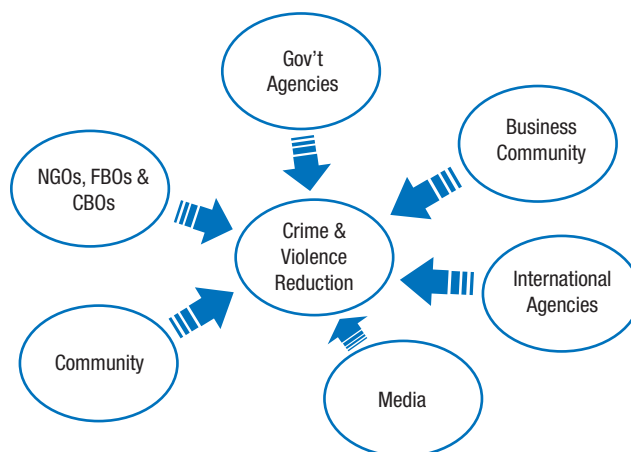 Gov't
Agencies
Business
Community
NGOs, FBOs &
CBOs
Crime &
Violence
Reduction
International
Agencies
Community
Media